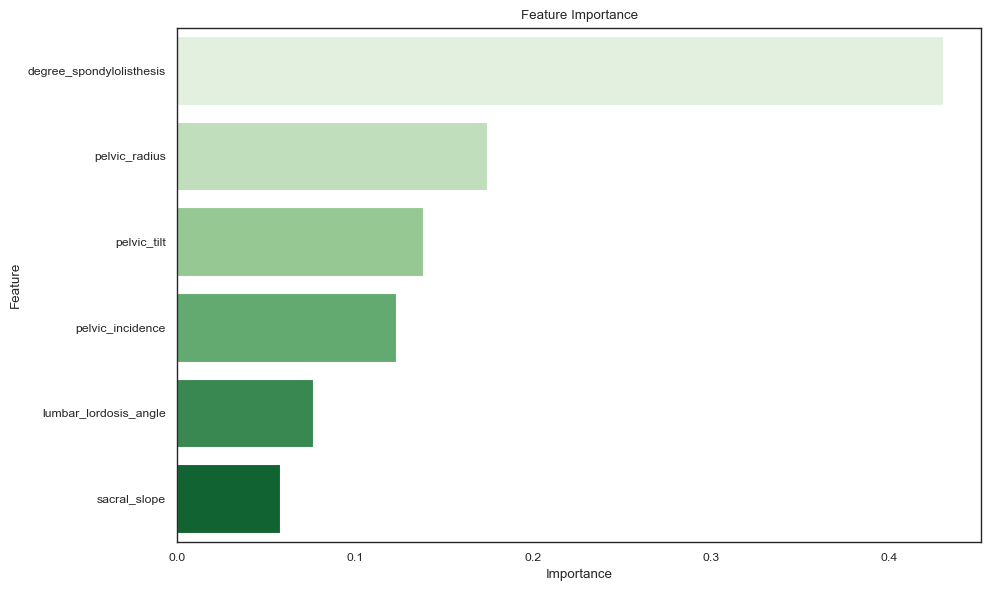 Feature Importance
degree_spondylolisthesis
pelvic_radius
pelvic_tilt
pelvic_incidence
lumbar_lordosis_angle
sacral_slope
Feature
0.0 0.1 0.2 0.3 0.4
Importance